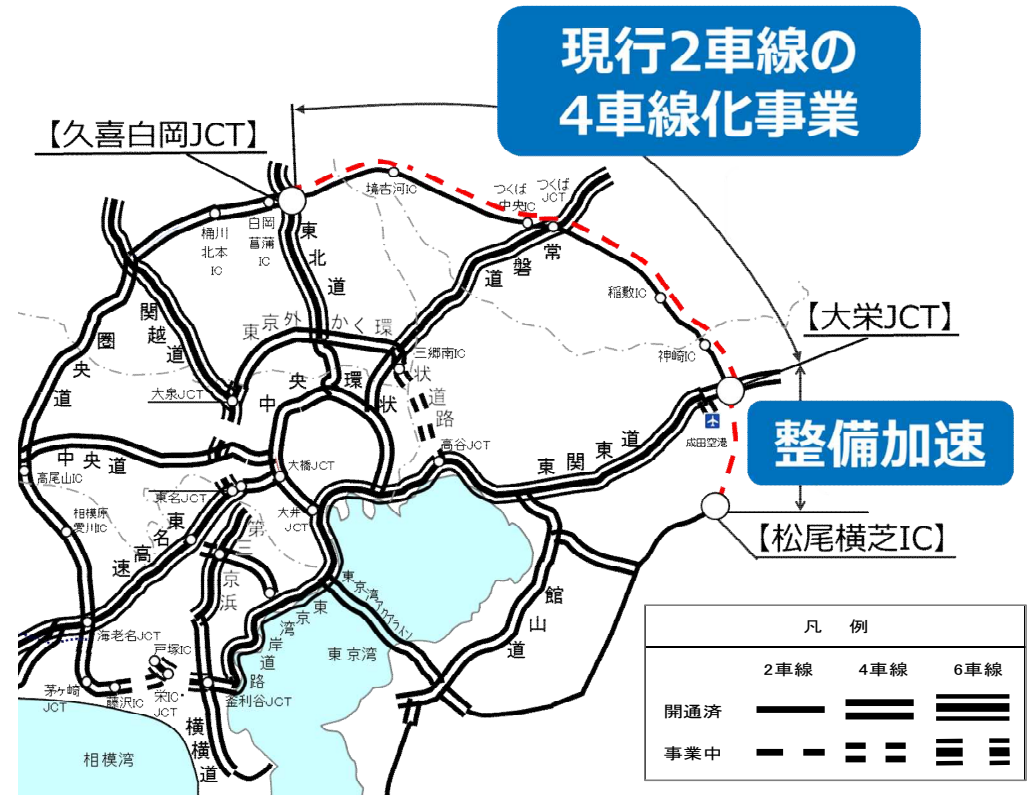 現行2車線の
4車線化事業
【久喜白岡JCT】
境古河IC
つくば
中央IC
つくば
JCT
白岡
菖蒲
IC
桶川
北本
IC
東北道
常磐道
稲敷IC
【大栄JCT】
神崎IC
関越道
圏央道
東京外かく環状道路
三郷南IC
中央環状
大泉JCT
整備加速
成田空港
東関東道
高谷JCT
中央道
高尾山IC
大橋JCT
東名JCT
大井
JCT
相模原
愛川IC
東名高速
第三京浜
【松尾横芝IC】
東京湾アクアライン
館山道
東京湾岸道路
東京湾
海老名JCT
戸塚IC
栄IC・
JCT
茅ヶ崎
JCT
藤沢IC
釜利谷JCT
横横道
相模湾
凡 例
2車線 4車線 6車線
開通済
事業中